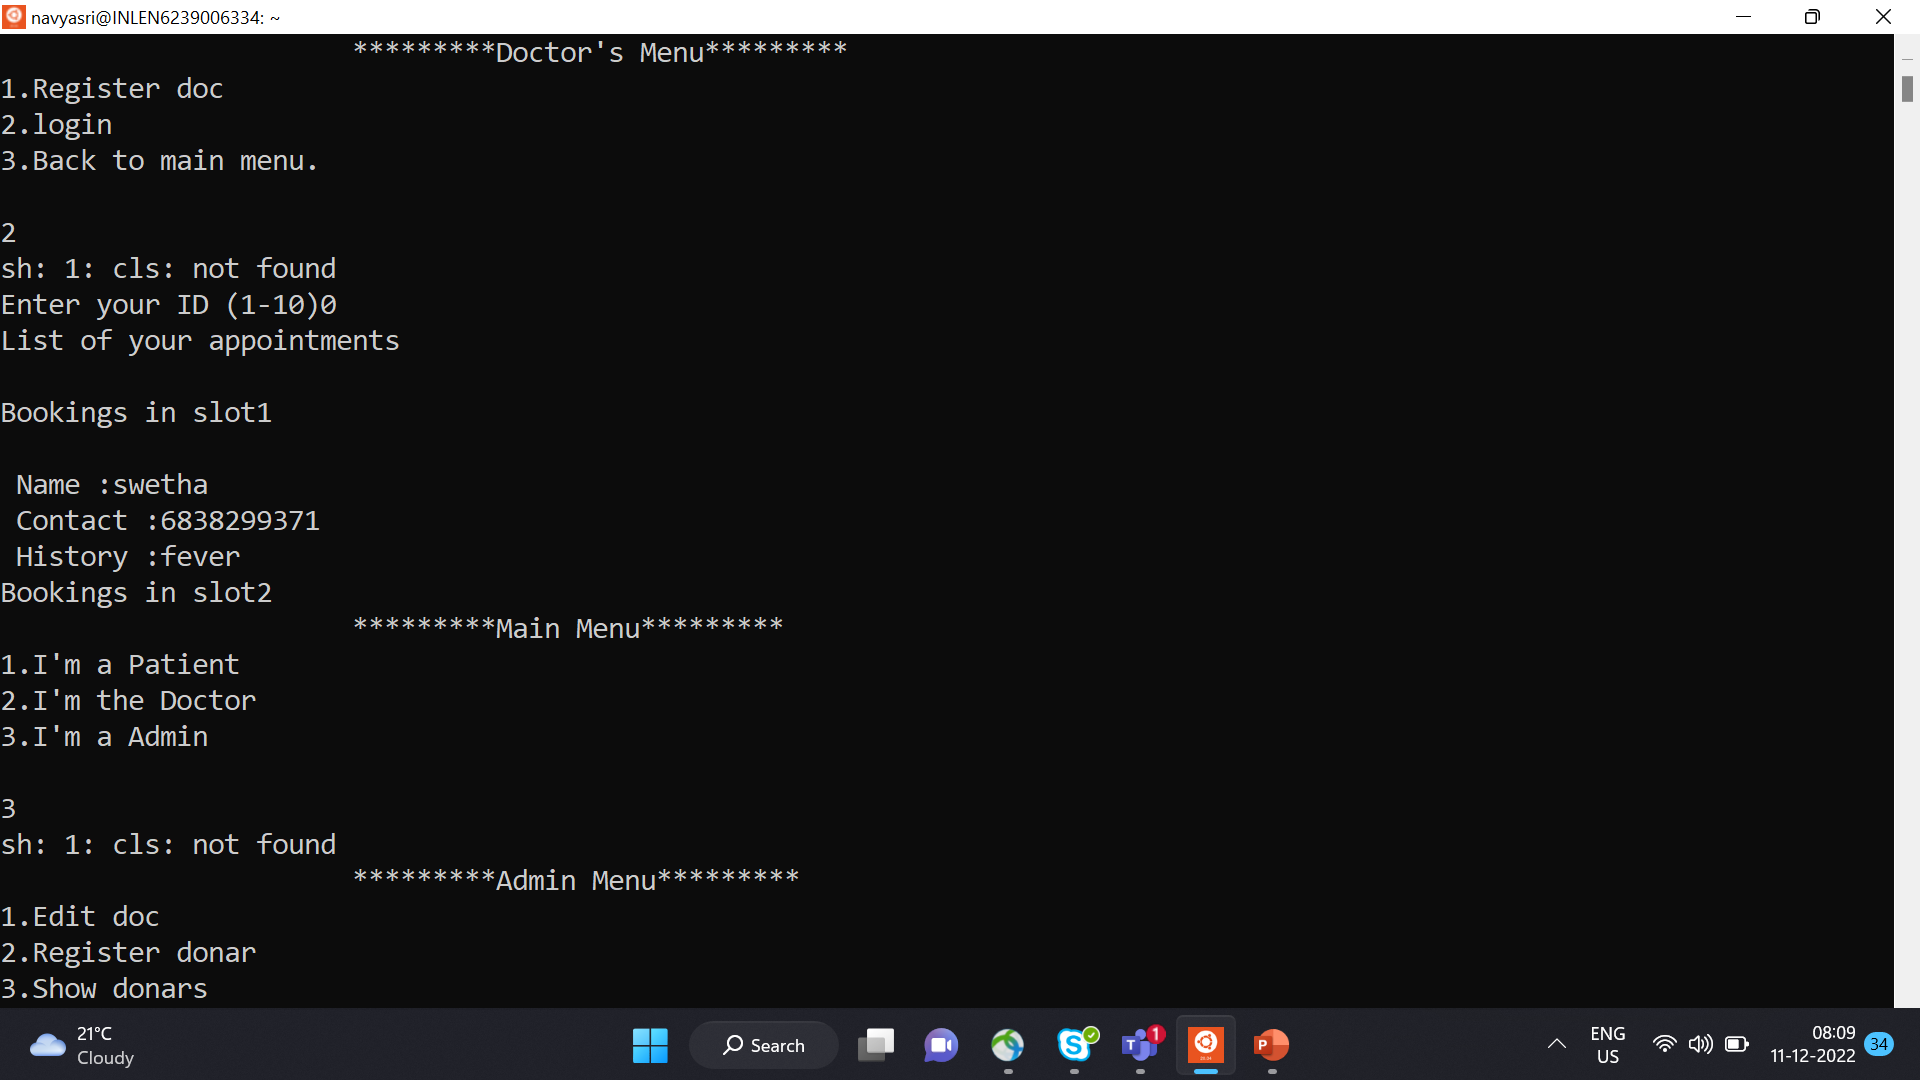 navyasri@INLEN6239006334: ~
*********Doctor's Menu*********
1.Register doc
2.login
3.Back to main menu.
2
sh: 1: cls: not found
Enter your ID (1-10)0
List of your appointments
Bookings in slot1
Name :swetha
Contact :6838299371
History :fever
Bookings in slot2
*********Main Menu*********
1.I'm a Patient
2.I'm the Doctor
3.I'm a Admin
3
sh: 1: cls: not found
*********Admin Menu*********
1.Edit doc
2.Register donar
3.Show donars
21°C
Cloudy
Search
S
T
1
P
ENG
US
08:09
11-12-2022
34